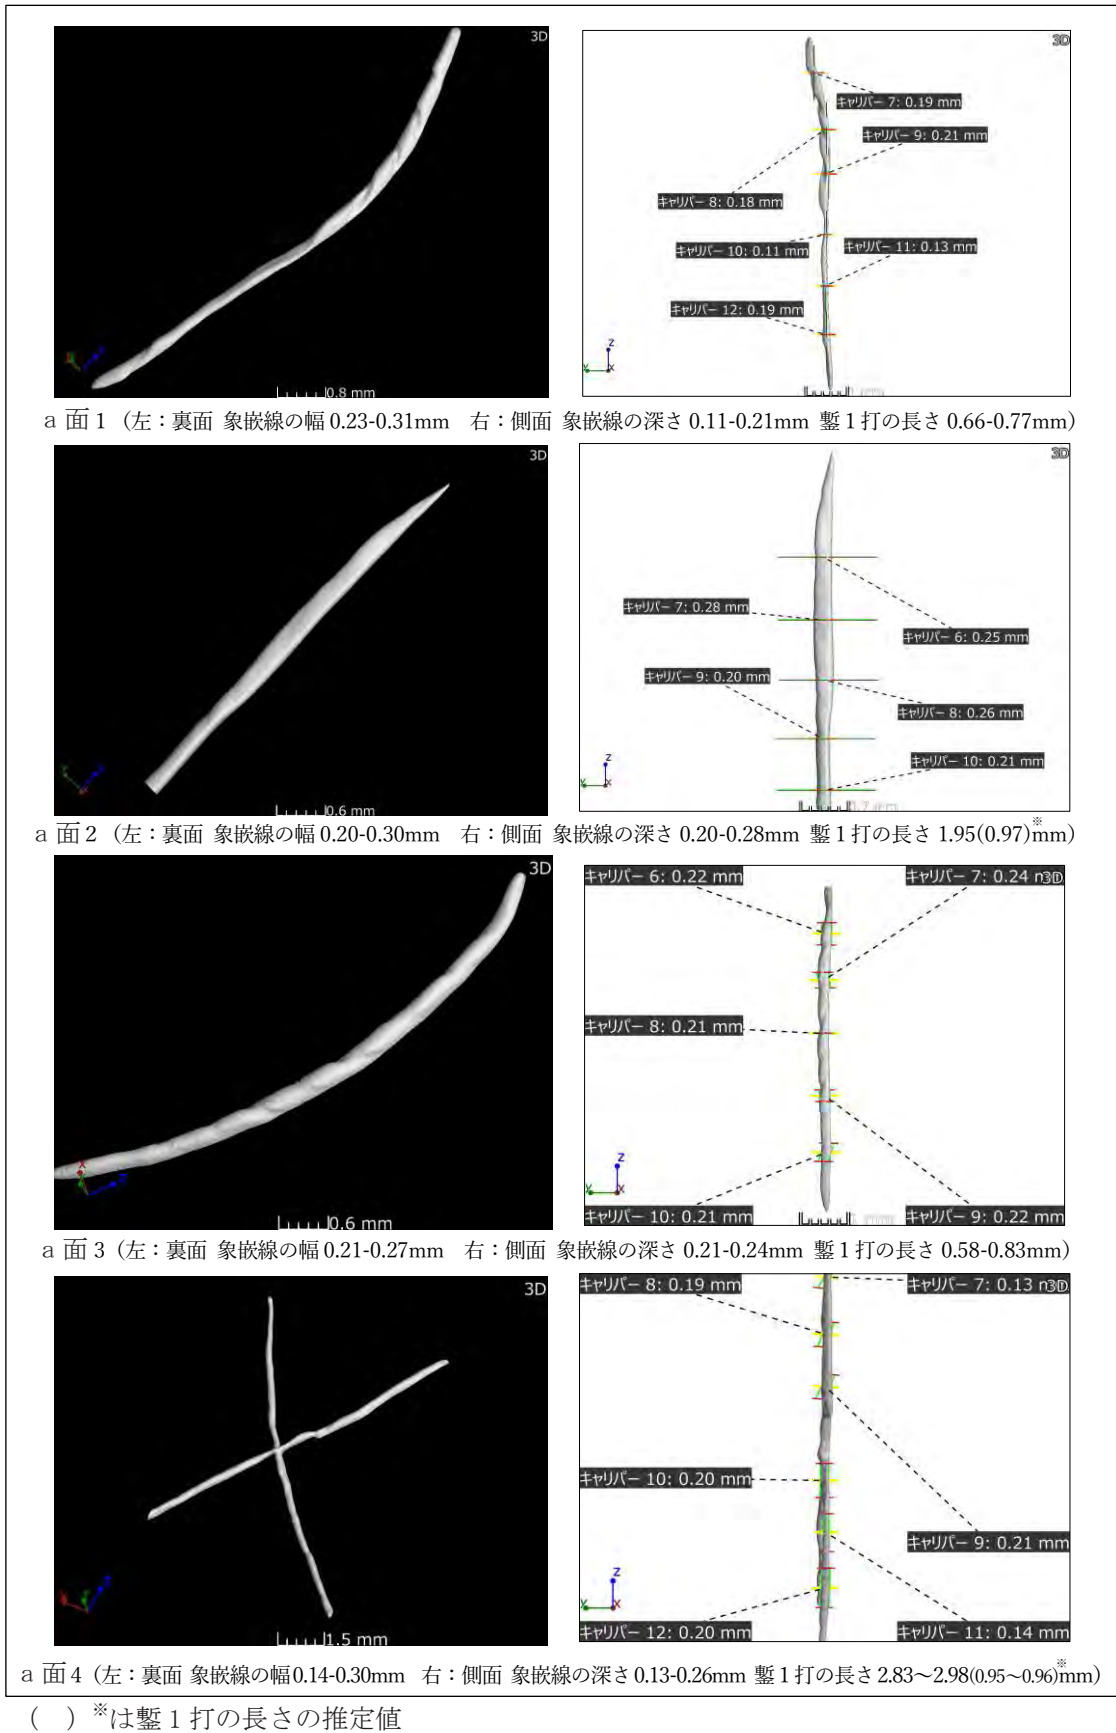 3D
3D
キャリパー 7: 0.19 mm
キャリパー 9: 0.21 mm
キャリパー 8: 0.18 mm
キャリパー 11: 0.13 mm
キャリパー 10: 0.11 mm
キャリパー 12: 0.19 mm
0.8 mm
a 面 1 (左：裏面 象嵌線の幅 0.23-0.31mm 右：側面 象嵌線の深さ 0.11-0.21mm 鏨 1 打の長さ 0.66-0.77mm)
3D
3D
キャリパー 7: 0.28 mm
キャリパー 6: 0.25 mm
キャリパー 9: 0.20 mm
キャリパー 8: 0.26 mm
キャリパー 10: 0.21 mm
0.6 mm
a 面 2 (左：裏面 象嵌線の幅 0.20-0.30mm 右：側面 象嵌線の深さ 0.20-0.28mm 鏨 1 打の長さ 1.95(0.97)※mm)
3D
キャリパー 6: 0.22 mm
キャリパー 7: 0.24 m3D
キャリパー 8: 0.21 mm
キャリパー 10: 0.21 mm
キャリパー 9: 0.22 mm
0.6 mm
a 面 3 (左：裏面 象嵌線の幅 0.21-0.27mm 右：側面 象嵌線の深さ 0.21-0.24mm 鏨 1 打の長さ 0.58-0.83mm)
3D
キャリパー 8: 0.19 mm
キャリパー 7: 0.13 m3D
キャリパー 10: 0.20 mm
キャリパー 9: 0.21 mm
キャリパー 12: 0.20 mm
キャリパー 11: 0.14 mm
1.5 mm
a 面 4 (左：裏面 象嵌線の幅 0.14-0.30mm 右：側面 象嵌線の深さ 0.13-0.26mm 鏨 1 打の長さ 2.83～2.98(0.95～0.96)※mm)
( )※は鏨 1 打の長さの推定値